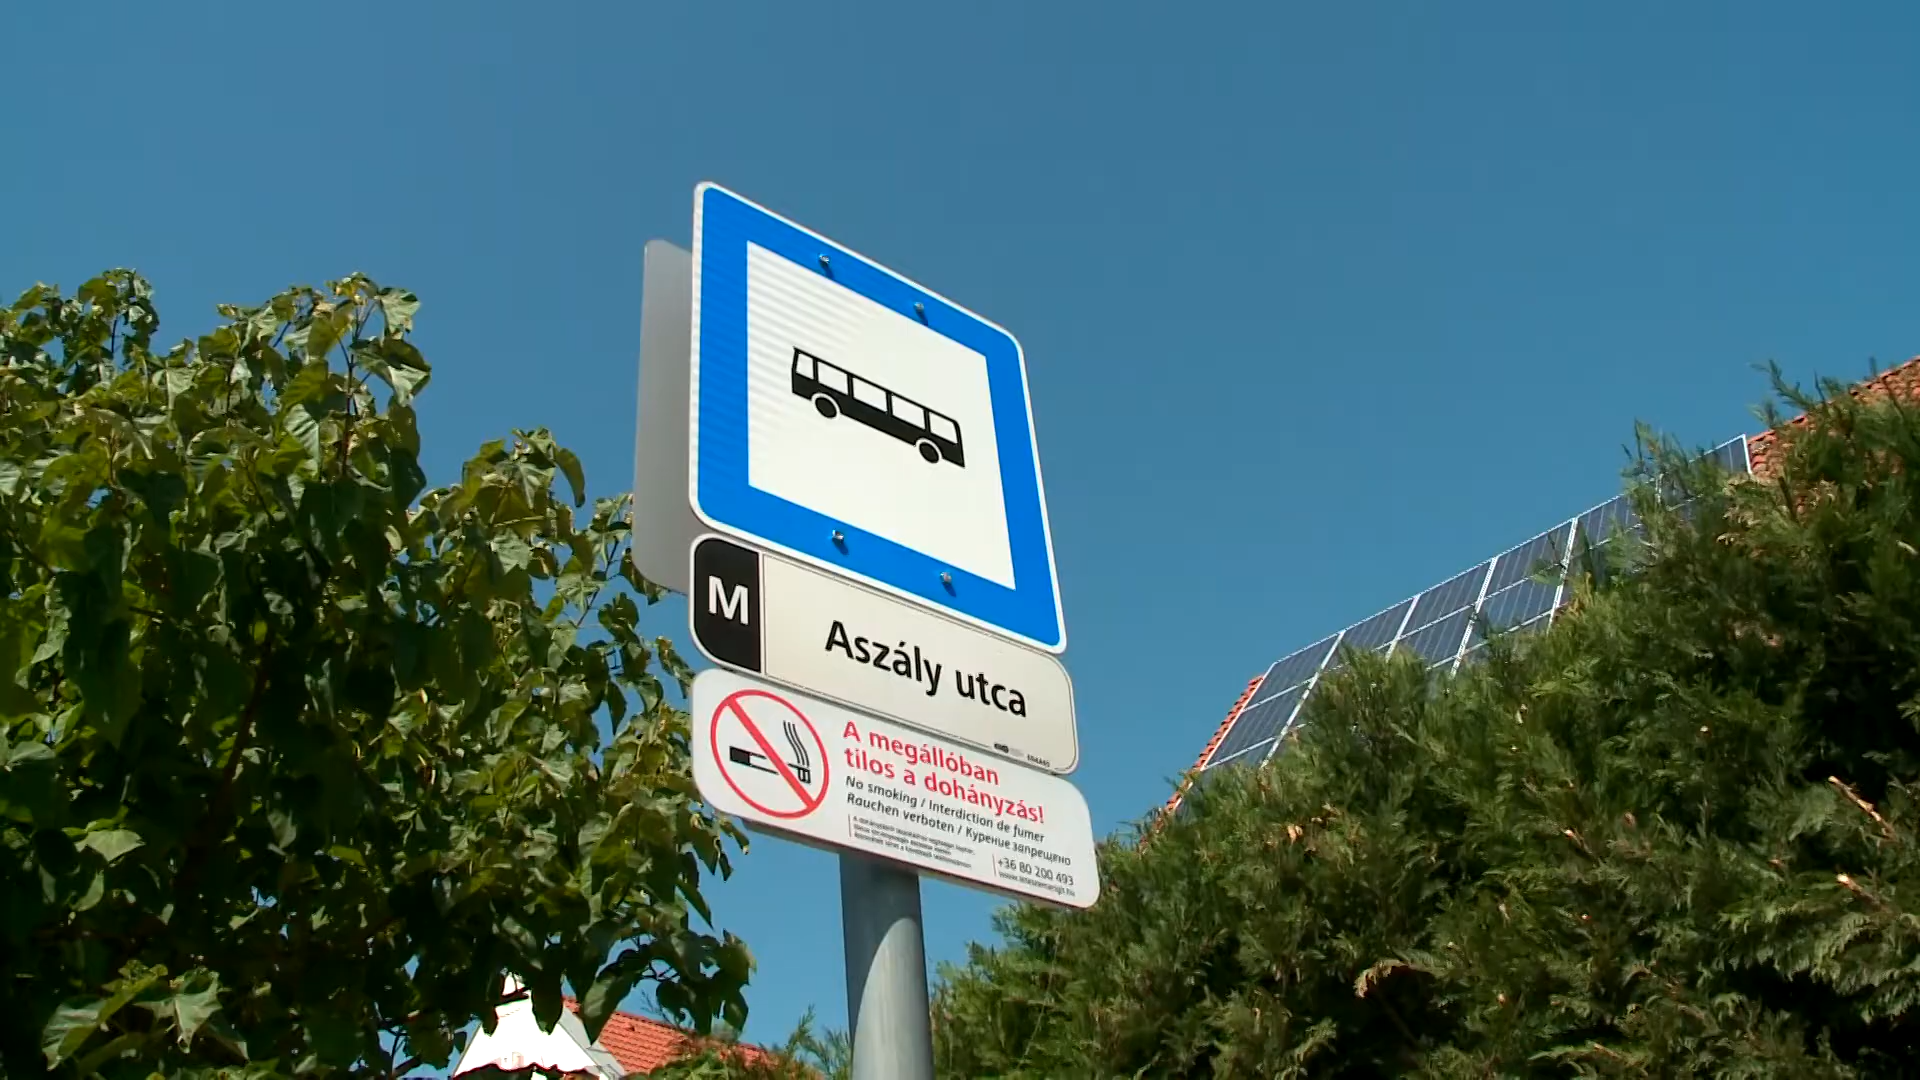 M
Aszály utca
A megállóban
tilos a dohányzás!
No smoking / Interdiction de fumer
Rauchen verboten / Курение запрещено
+36 80 200 493